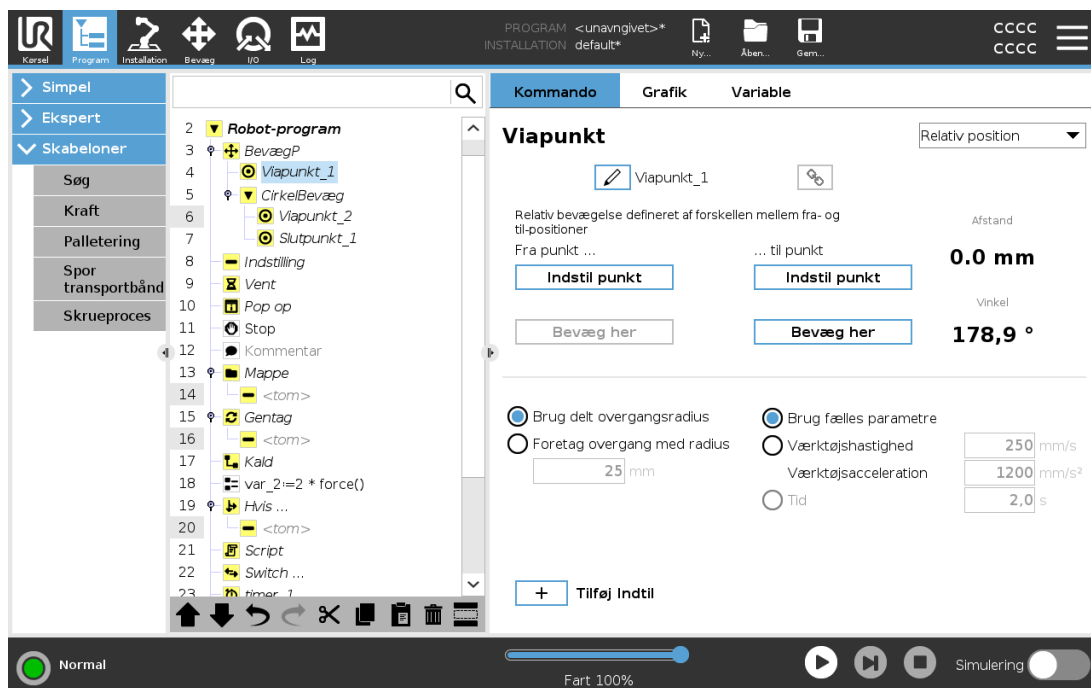 PROGRAM <unavngivet>*
INSTALLATION default*
CCCC
CCCC
Kørsel
Program
Installation
Bevæg
I/O
Log
Ny...
Åben...
Gem...
Simpel
Ekspert
Skabeloner
Søg
Kraft
Palletering
Spor
transportbånd
Skrueproces
2 Robot-program
3 BevægP
4 Viapunkt_1
5 CirkelBevæg
6 Viapunkt_2
7 Slutpunkt_1
8 Indstilling
9 Vent
10 Pop op
11 Stop
12 Kommentar
13 Mappe
14 <tom>
15 Gentag
16 <tom>
17 Kald
18 var_2:=2 * force()
19 Hvis ...
20 <tom>
21 Script
22 Switch ...
23 timer_1
Kommando
Grafik
Variable
Viapunkt
Relativ position
Viapunkt_1
Relativ bevægelse defineret af forskellen mellem fra- og
til-positioner
Fra punkt ...
... til punkt
Indstil punkt
Indstil punkt
Bevæg her
Bevæg her
Afstand
0.0 mm
Vinkel
178,9 °
Brug delt overgangsradius
Foretag overgang med radius
25 mm
Brug fælles parametre
Værktøjshastighed 250 mm/s
Værktøjsacceleration 1200 mm/s²
Tid 2,0 s
+ Tilføj Indtil
Normal
Fart 100%
Simulering